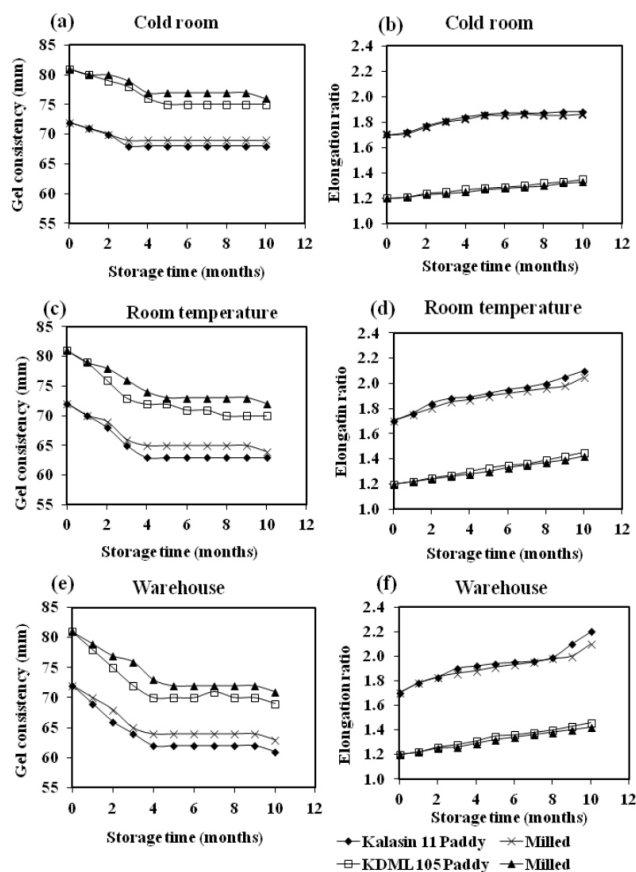 (a) Cold room
Gel consistency (mm)
85
80
75
70
65
60
55
0 2 4 6 8 10 12
Storage time (months)
(b) Cold room
Elongation ratio
2.4
2.2
2.0
1.8
1.6
1.4
1.2
1.0
0 2 4 6 8 10 12
Storage time (months)
(c) Room temperature
Gel consistency (mm)
85
80
75
70
65
60
55
0 2 4 6 8 10 12
Storage time (months)
(d) Room temperature
Elongatin ratio
2.4
2.2
2.0
1.8
1.6
1.4
1.2
1.0
0 2 4 6 8 10 12
Storage time (months)
(e) Warehouse
Gel consistency (mm)
85
80
75
70
65
60
55
0 2 4 6 8 10 12
Storage time (months)
(f) Warehouse
Elongation ratio
2.4
2.2
2.0
1.8
1.6
1.4
1.2
1.0
0 2 4 6 8 10 12
Storage time (months)
Kalasin 11 Paddy Milled
KDML 105 Paddy Milled